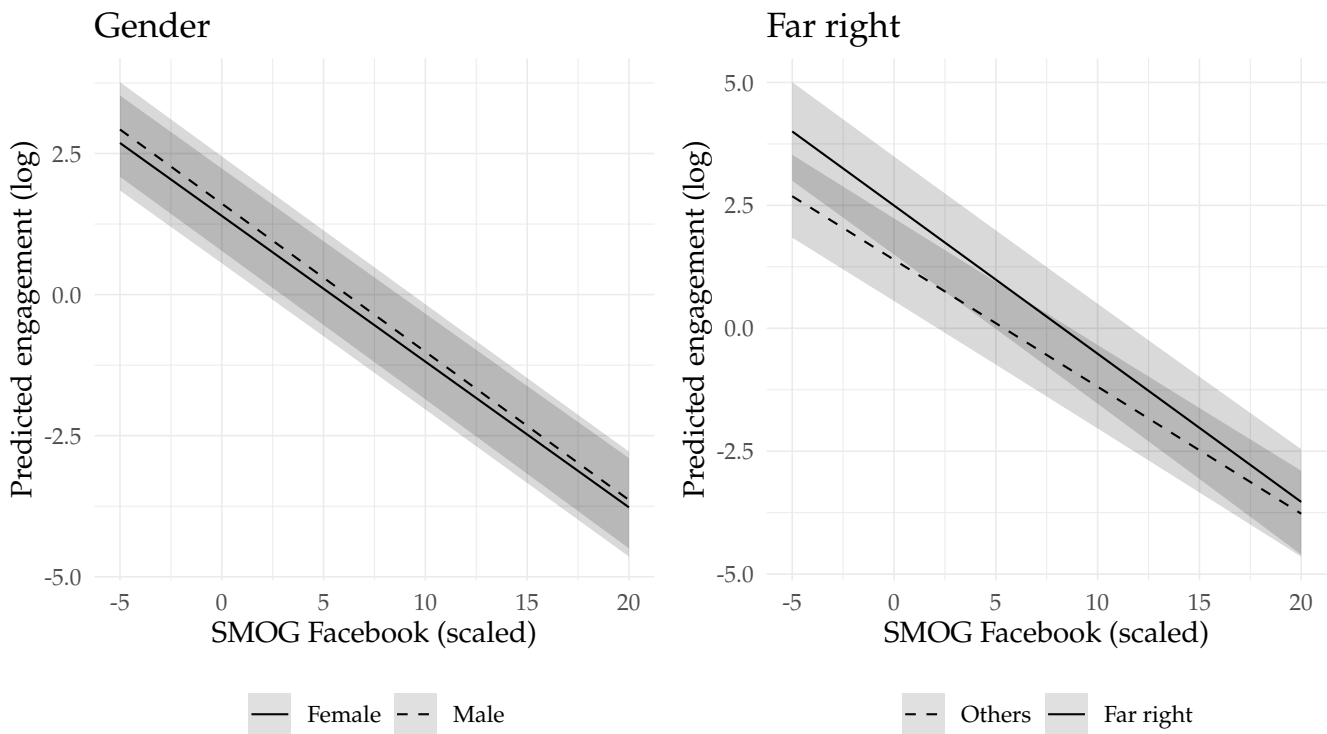 Gender
Predicted engagement (log)
2.5
0.0
-2.5
-5.0
-5 0 5 10 15 20
SMOG Facebook (scaled)
Female Male
Far right
Predicted engagement (log)
5.0
2.5
0.0
-2.5
-5.0
-5 0 5 10 15 20
SMOG Facebook (scaled)
Others Far right